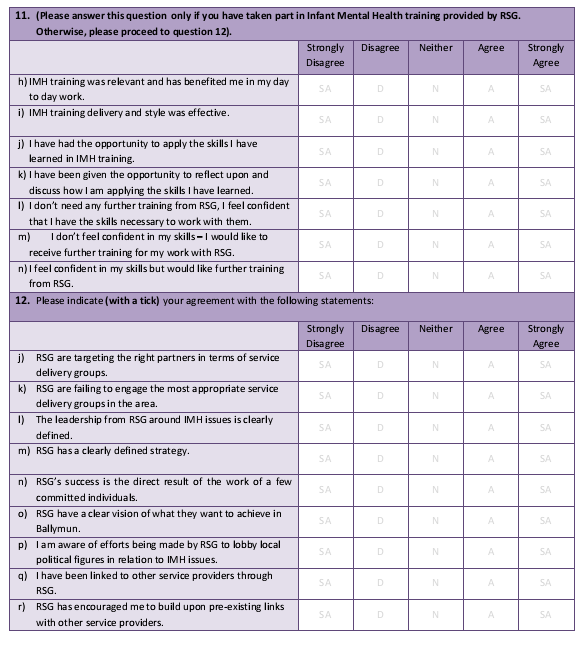 11. (Please answer this question only if you have taken part in Infant Mental Health training provided by RSG.
Otherwise, please proceed to question 12).
Strongly Disagree Disagree Neither Agree Strongly Agree
h) IMH training was relevant and has benefited me in my day
to day work. SA D N A SA
i) IMH training delivery and style was effective. SA D N A SA
j) I have had the opportunity to apply the skills I have
learned in IMH training. SA D N A SA
k) I have been given the opportunity to reflect upon and
discuss how I am applying the skills I have learned. SA D N A SA
l) I don't need any further training from RSG, I feel confident
that I have the skills necessary to work with them. SA D N A SA
m) I don't feel confident in my skills – I would like to
receive further training for my work with RSG. SA D N A SA
n) I feel confident in my skills but would like further training
from RSG. SA D N A SA
12. Please indicate (with a tick) your agreement with the following statements:
Strongly Disagree Disagree Neither Agree Strongly Agree
j) RSG are targeting the right partners in terms of service
delivery groups. SA D N A SA
k) RSG are failing to engage the most appropriate service
delivery groups in the area. SA D N A SA
l) The leadership from RSG around IMH issues is clearly
defined. SA D N A SA
m) RSG has a clearly defined strategy. SA D N A SA
n) RSG's success is the direct result of the work of a few
committed individuals. SA D N A SA
o) RSG have a clear vision of what they want to achieve in
Ballymun. SA D N A SA
p) I am aware of efforts being made by RSG to lobby local
political figures in relation to IMH issues. SA D N A SA
q) I have been linked to other service providers through
RSG. SA D N A SA
r) RSG has encouraged me to build upon pre-existing links
with other service providers. SA D N A SA